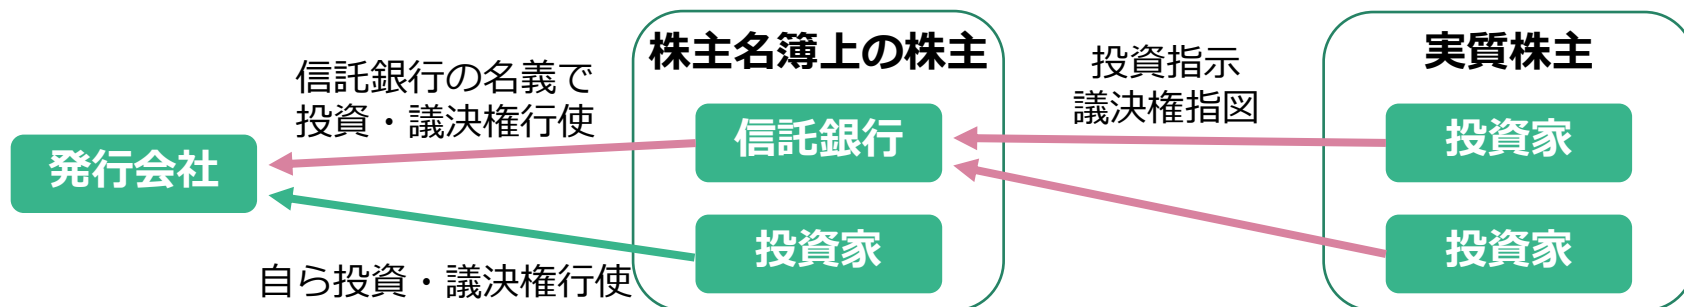 株主名簿上の株主
実質株主
信託銀行の名義で
投資・議決権行使
投資指示
議決権指図
発行会社
信託銀行
投資家
投資家
投資家
自ら投資・議決権行使